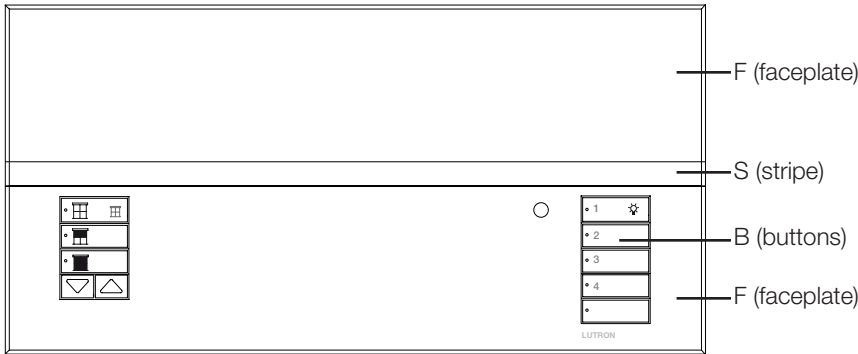 F (faceplate)
S (stripe)
1
2
B (buttons)
3
4
F (faceplate)
LUTRON